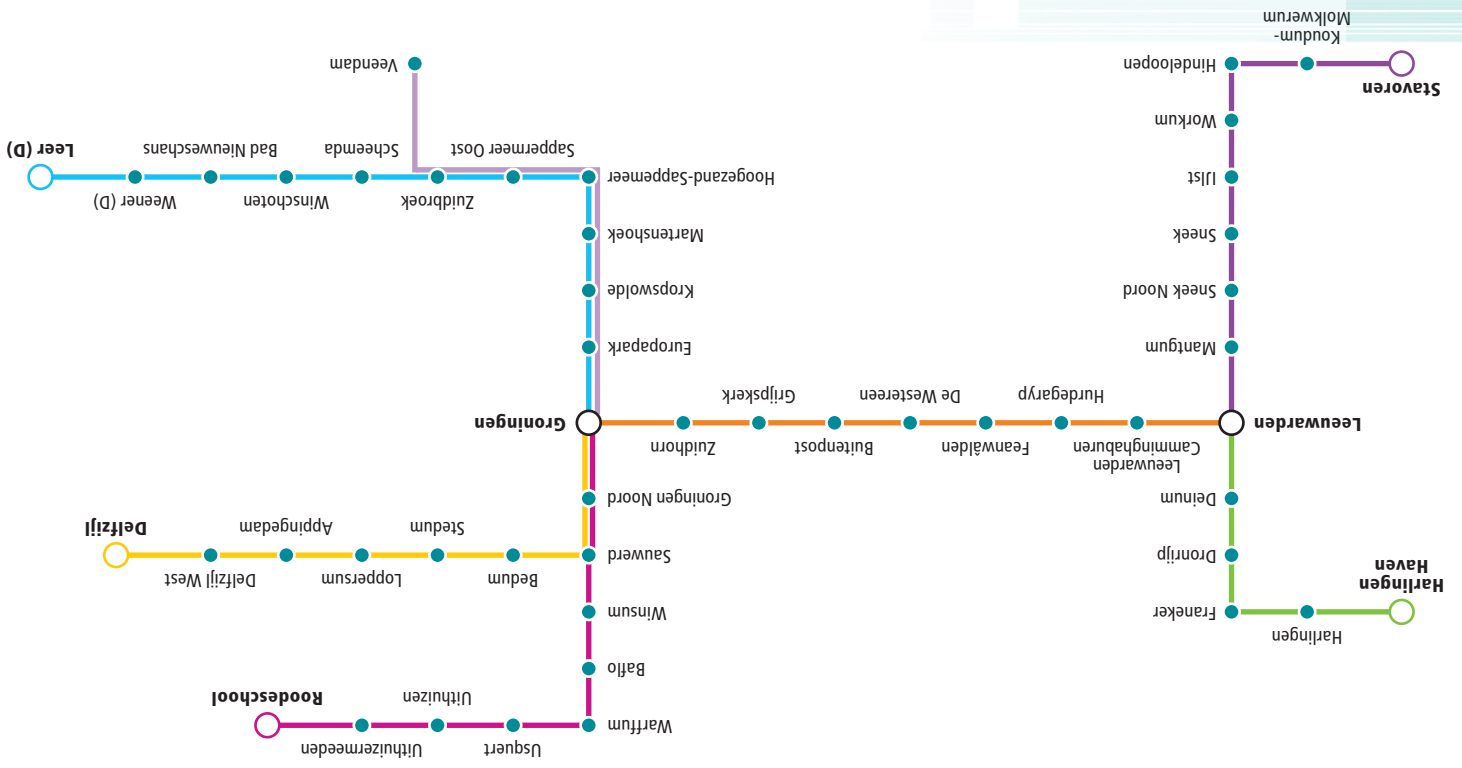 Usquert
Uithuizermeeden
Warffum
Uithuizen
Roodeschool
Baflo
Harlingen
Franeker
Winsum
Harlingen
Haven
Bedum
Loppersum
Delfzijl West
Dronrijp
Sauwerd
Stedum
Appingedam
Delfzijl
Deinum
Groningen Noord
Leeuwarden
Camminghaburen
Feanwâlden
Buitenpost
Zuidhorn
Leeuwarden
Groningen
Hurdegaryp
De Westereen
Grijpskerk
Mantgum
Europapark
Sneek Noord
Kropswolde
Sneek
Martenshoek
Zuidbroek
Winschoten
Weener (D)
IJlst
Hoogezand-Sappemeer
Sappermeer Oost
Scheemda
Bad Nieuweschans
Leer (D)
Workum
Stavoren
Hindeloopen
Veendam
Koudum-
Molkwerum